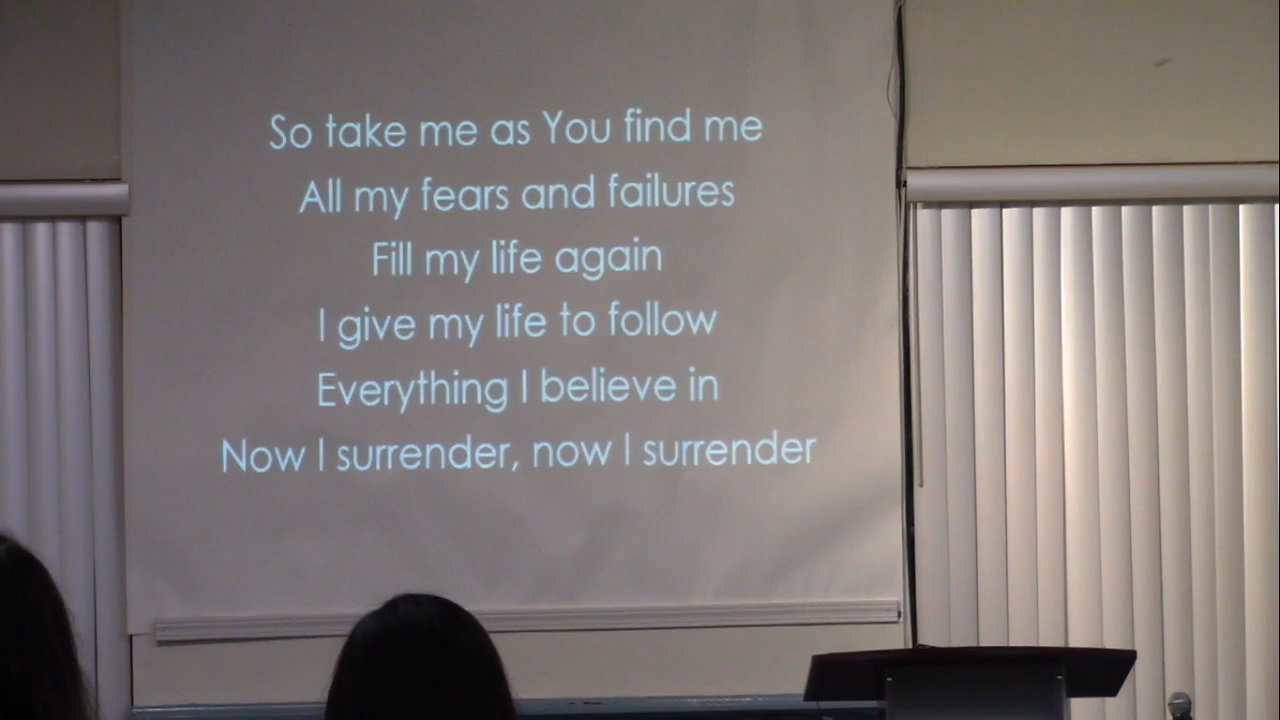 So take me as You find me
All my fears and failures
Fill my life again
I give my life to follow
Everything I believe in
Now I surrender, now I surrender